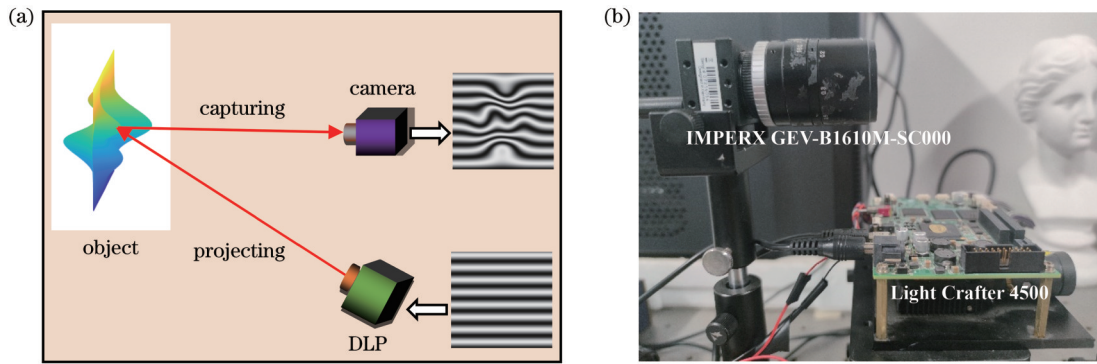 (a)
capturing
camera
object
projecting
DLP
(b)
IMPERX GEV-B1610M-SC000
Light Crafter 4500